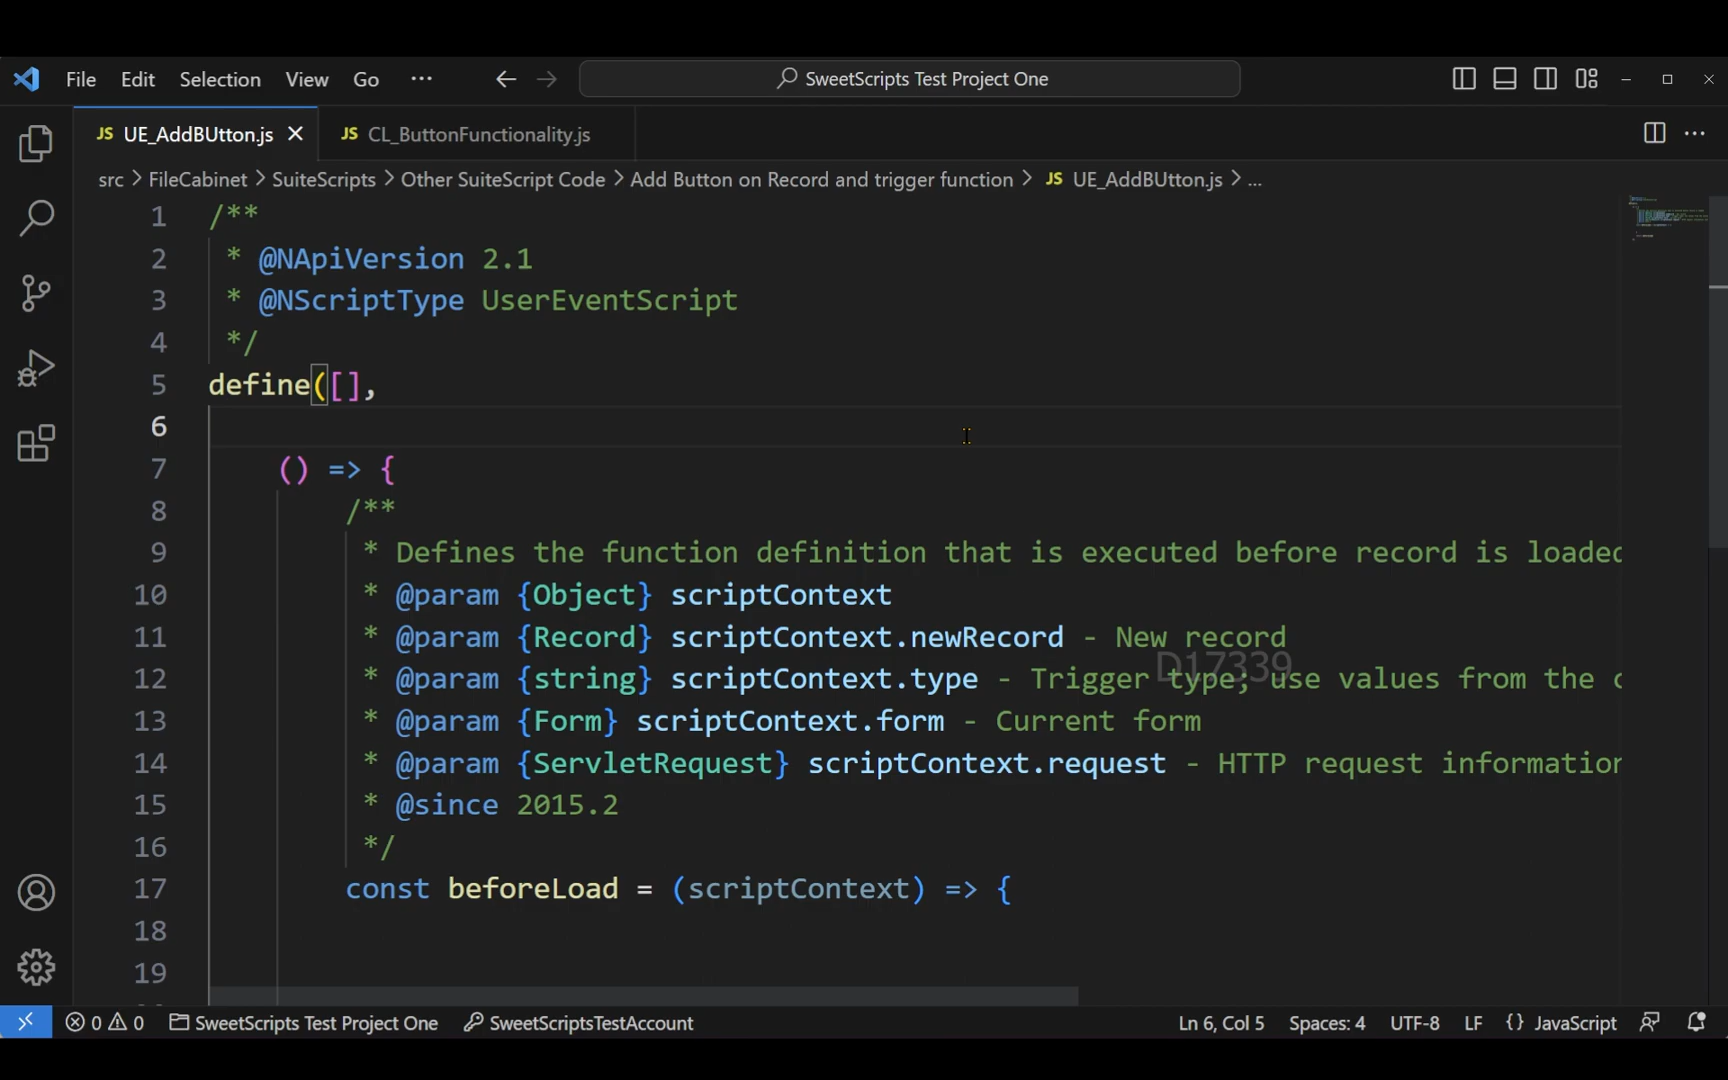 File Edit Selection View Go ··· SweetScripts Test Project One
JS UE_AddBUtton.js JS CL_ButtonFunctionality.js
src > FileCabinet > SuiteScripts > Other SuiteScript Code > Add Button on Record and trigger function > JS UE_AddBUtton.js > ...
1 /**
2 * @NApiVersion 2.1
3 * @NScriptType UserEventScript
4 */
5 define([],
6
7 () => {
8 /**
9 * Defines the function definition that is executed before record is loaded
10 * @param {Object} scriptContext
11 * @param {Record} scriptContext.newRecord - New record
12 * @param {string} scriptContext.type - Trigger type; use values from the c
D17339
13 * @param {Form} scriptContext.form - Current form
14 * @param {ServletRequest} scriptContext.request - HTTP request information
15 * @since 2015.2
16 */
17 const beforeLoad = (scriptContext) => {
18
19
0 0 SweetScripts Test Project One SweetScriptsTestAccount Ln 6, Col 5 Spaces: 4 UTF-8 LF {} JavaScript